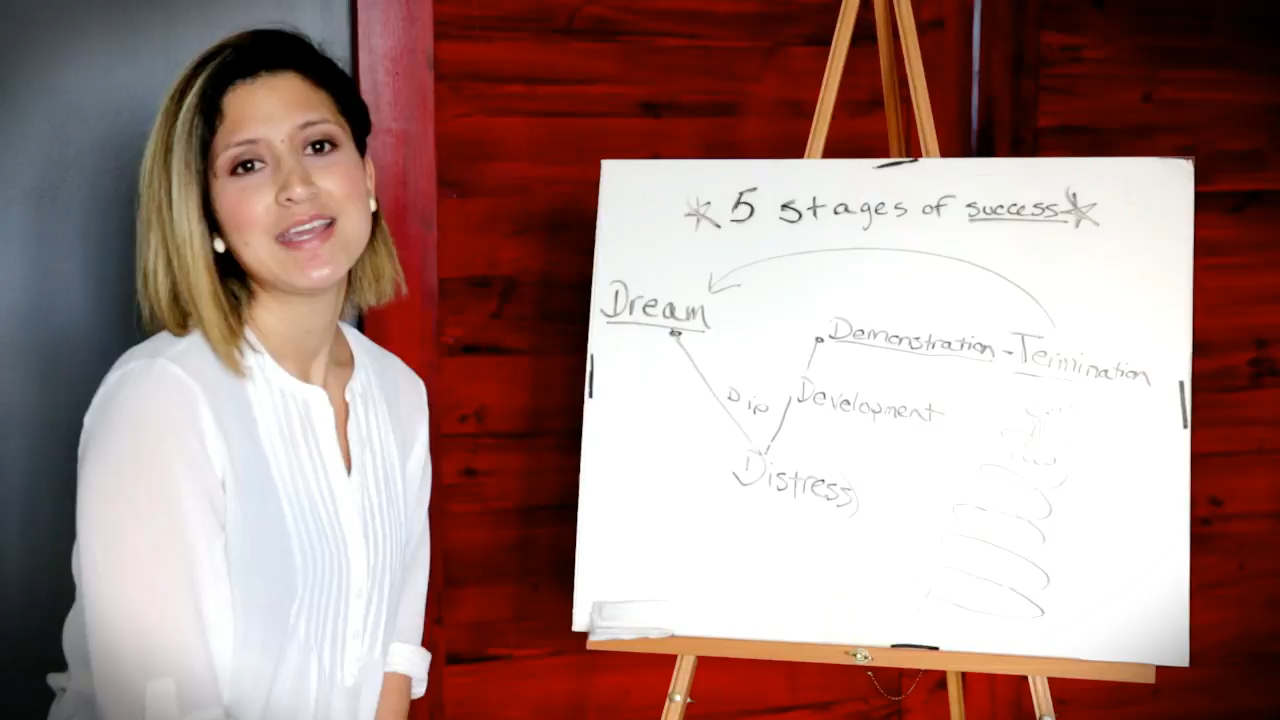 5 stages of success
Dream
Demonstration - Termination
Dip
Development
Distress